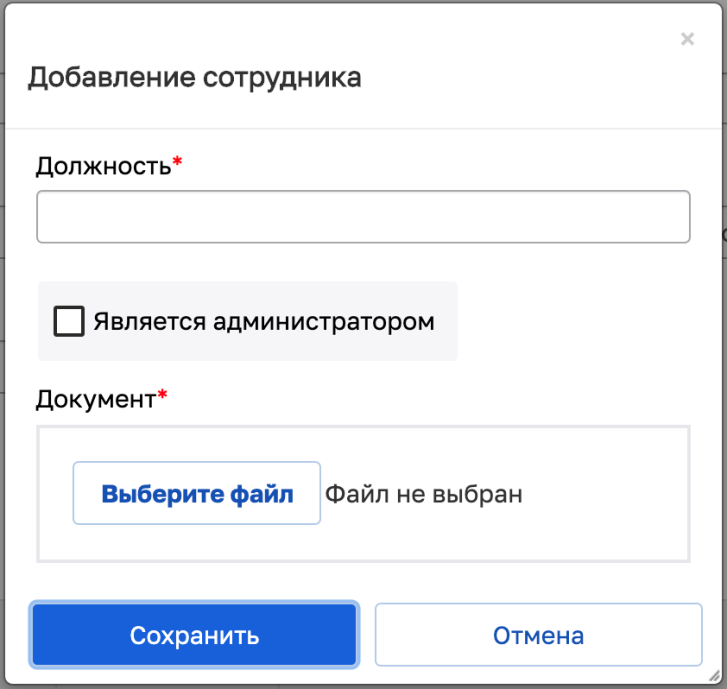 Добавление сотрудника
Должность*
Является администратором
Документ*
Выберите файл Файл не выбран
Сохранить Отмена